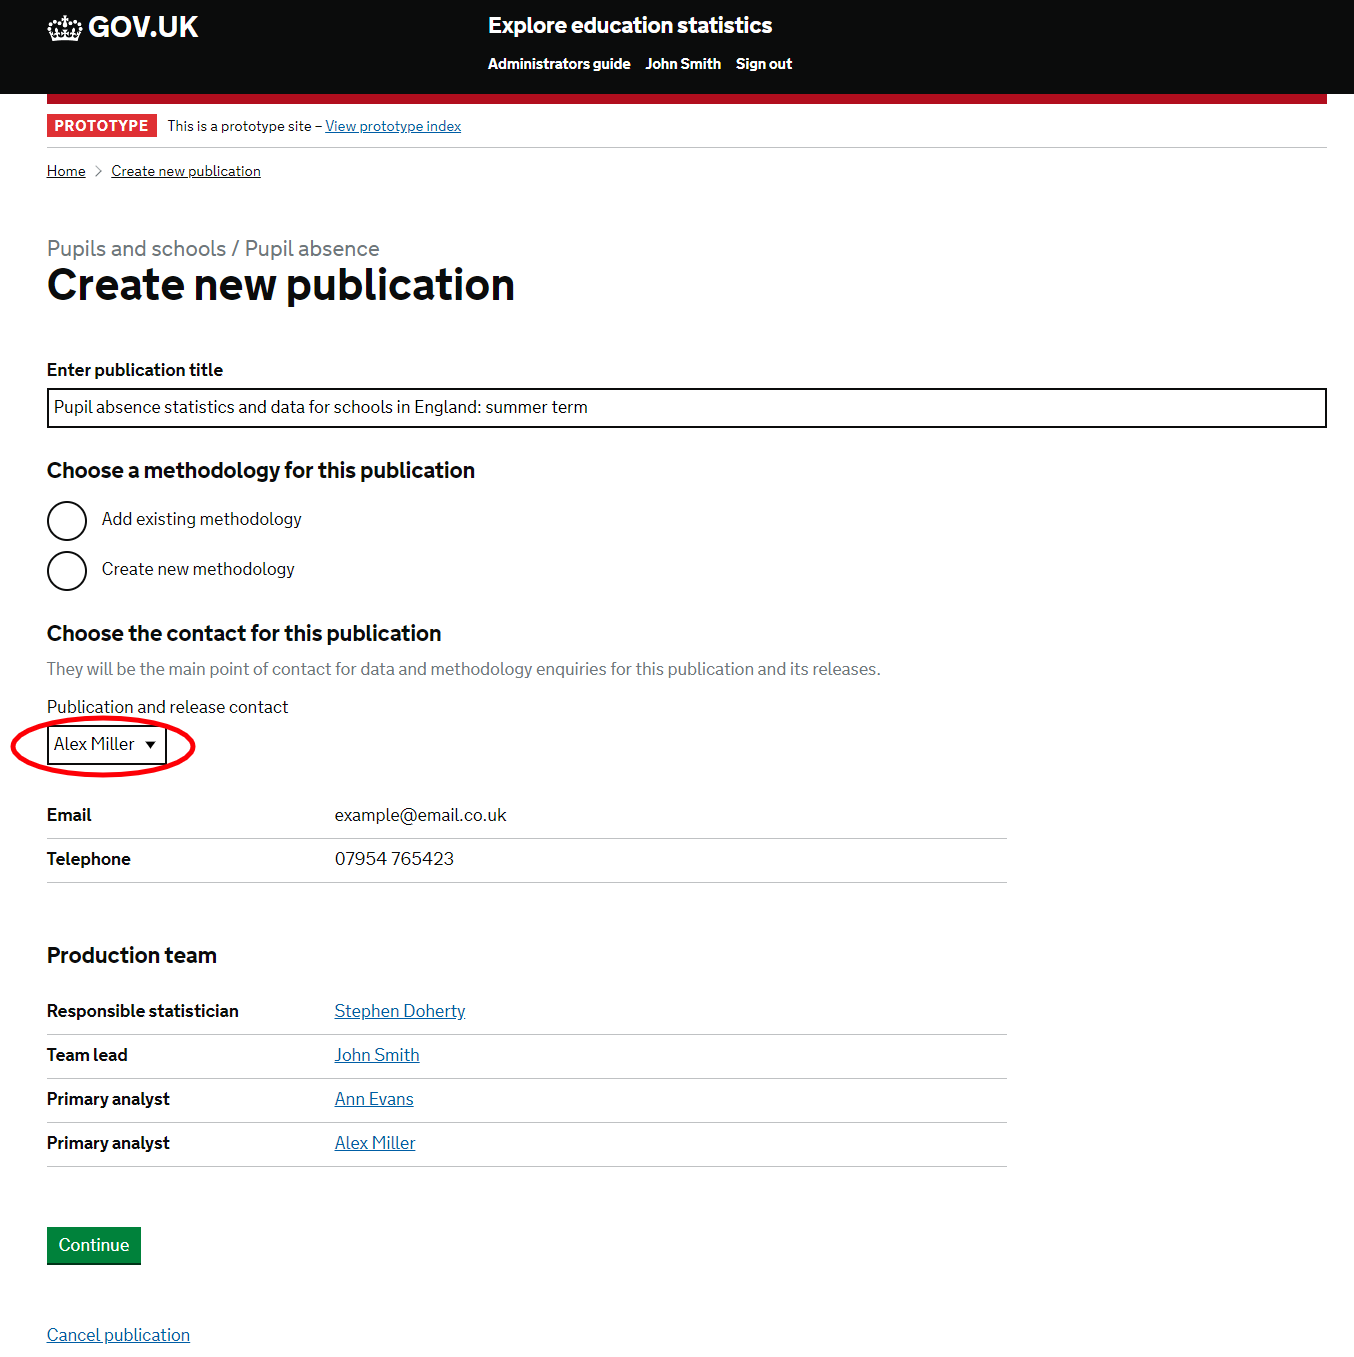 GOV.UK
Explore education statistics
Administrators guide John Smith Sign out
PROTOTYPE This is a prototype site – View prototype index
Home Create new publication
Pupils and schools / Pupil absence
Create new publication
Enter publication title
Pupil absence statistics and data for schools in England: summer term
Choose a methodology for this publication
Add existing methodology
Create new methodology
Choose the contact for this publication
They will be the main point of contact for data and methodology enquiries for this publication and its releases.
Publication and release contact
Alex Miller
Email example@email.co.uk
Telephone 07954 765423
Production team
Responsible statistician Stephen Doherty
Team lead John Smith
Primary analyst Ann Evans
Primary analyst Alex Miller
Continue
Cancel publication